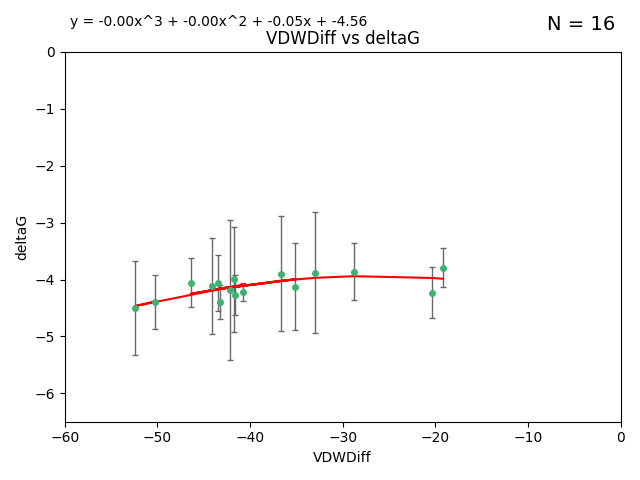 y = -0.00x^3 + -0.00x^2 + -0.05x + -4.56
N = 16
VDWDiff vs deltaG
0
−1
−2
−3
−4
−5
−6
deltaG
−60
−50
−40
−30
−20
−10
0
VDWDiff